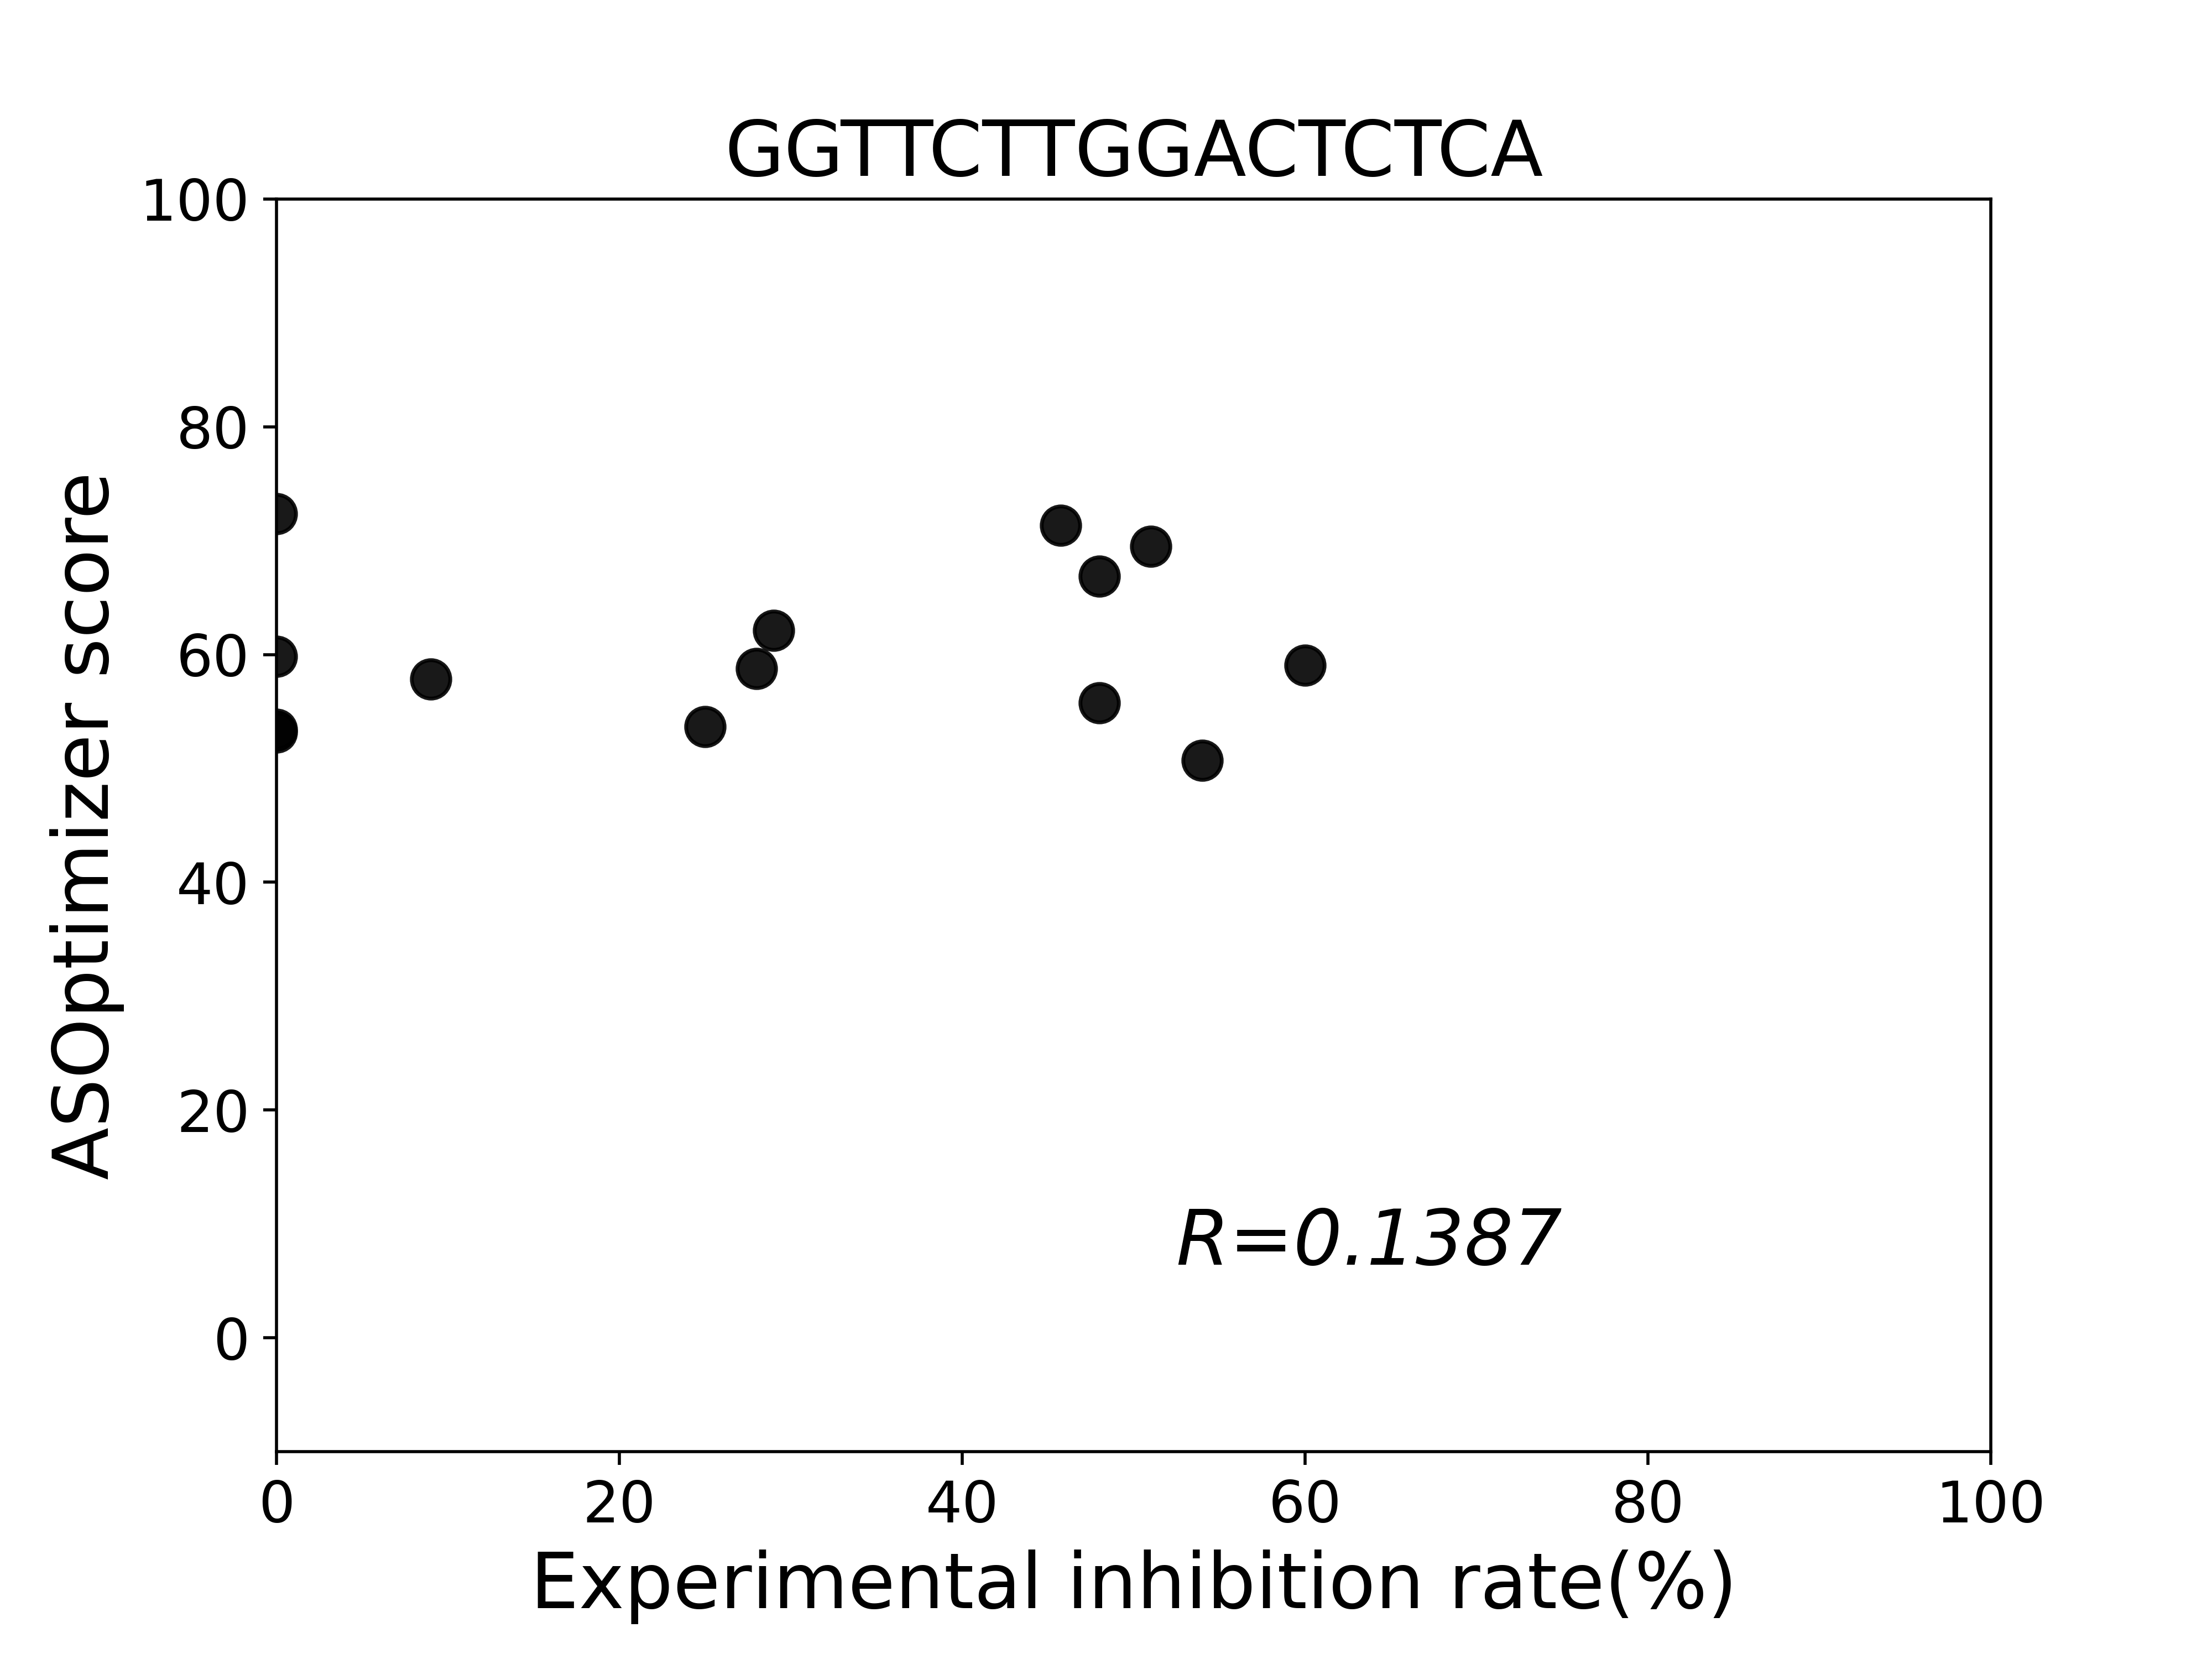 GGTTCTTGGACTCTCA
100
80
60
40
20
0
ASOptimizer score
R=0.1387
0 20 40 60 80 100
Experimental inhibition rate(%)